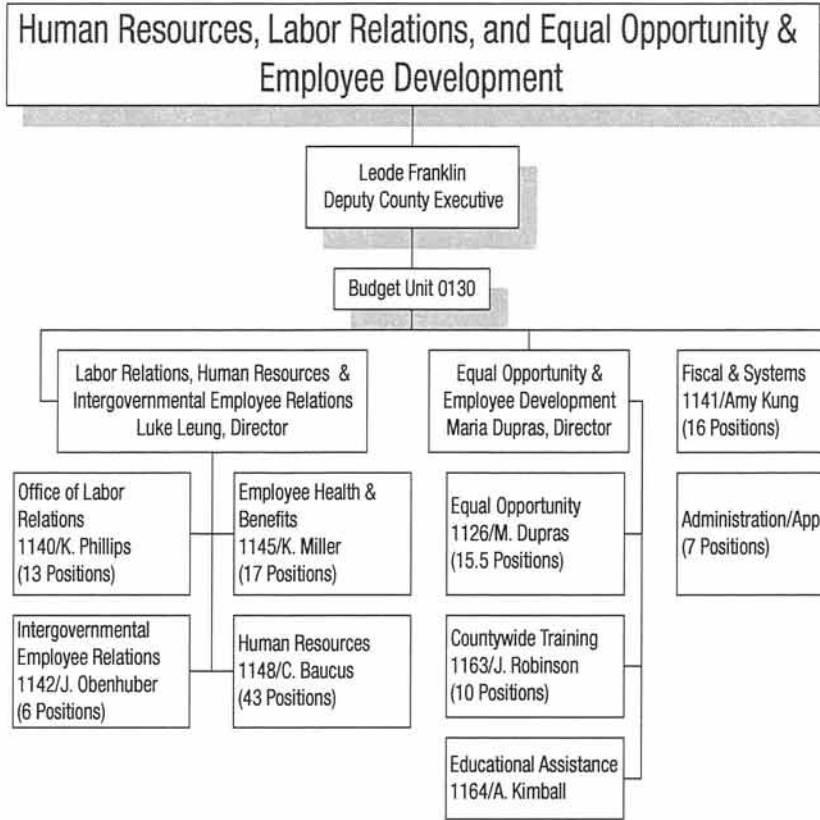 Human Resources, Labor Relations, and Equal Opportunity &
Employee Development
Leode Franklin
Deputy County Executive
Budget Unit 0130
Labor Relations, Human Resources &
Intergovernmental Employee Relations
Luke Leung, Director
Equal Opportunity &
Employee Development
Maria Dupras, Director
Fiscal & Systems
1141/Amy Kung
(16 Positions)
Office of Labor
Relations
1140/K. Phillips
(13 Positions)
Employee Health &
Benefits
1145/K. Miller
(17 Positions)
Equal Opportunity
1126/M. Dupras
(15.5 Positions)
Administration/App
(7 Positions)
Intergovernmental
Employee Relations
1142/J. Obenhuber
(6 Positions)
Human Resources
1148/C. Baucus
(43 Positions)
Countywide Training
1163/J. Robinson
(10 Positions)
Educational Assistance
1164/A. Kimball